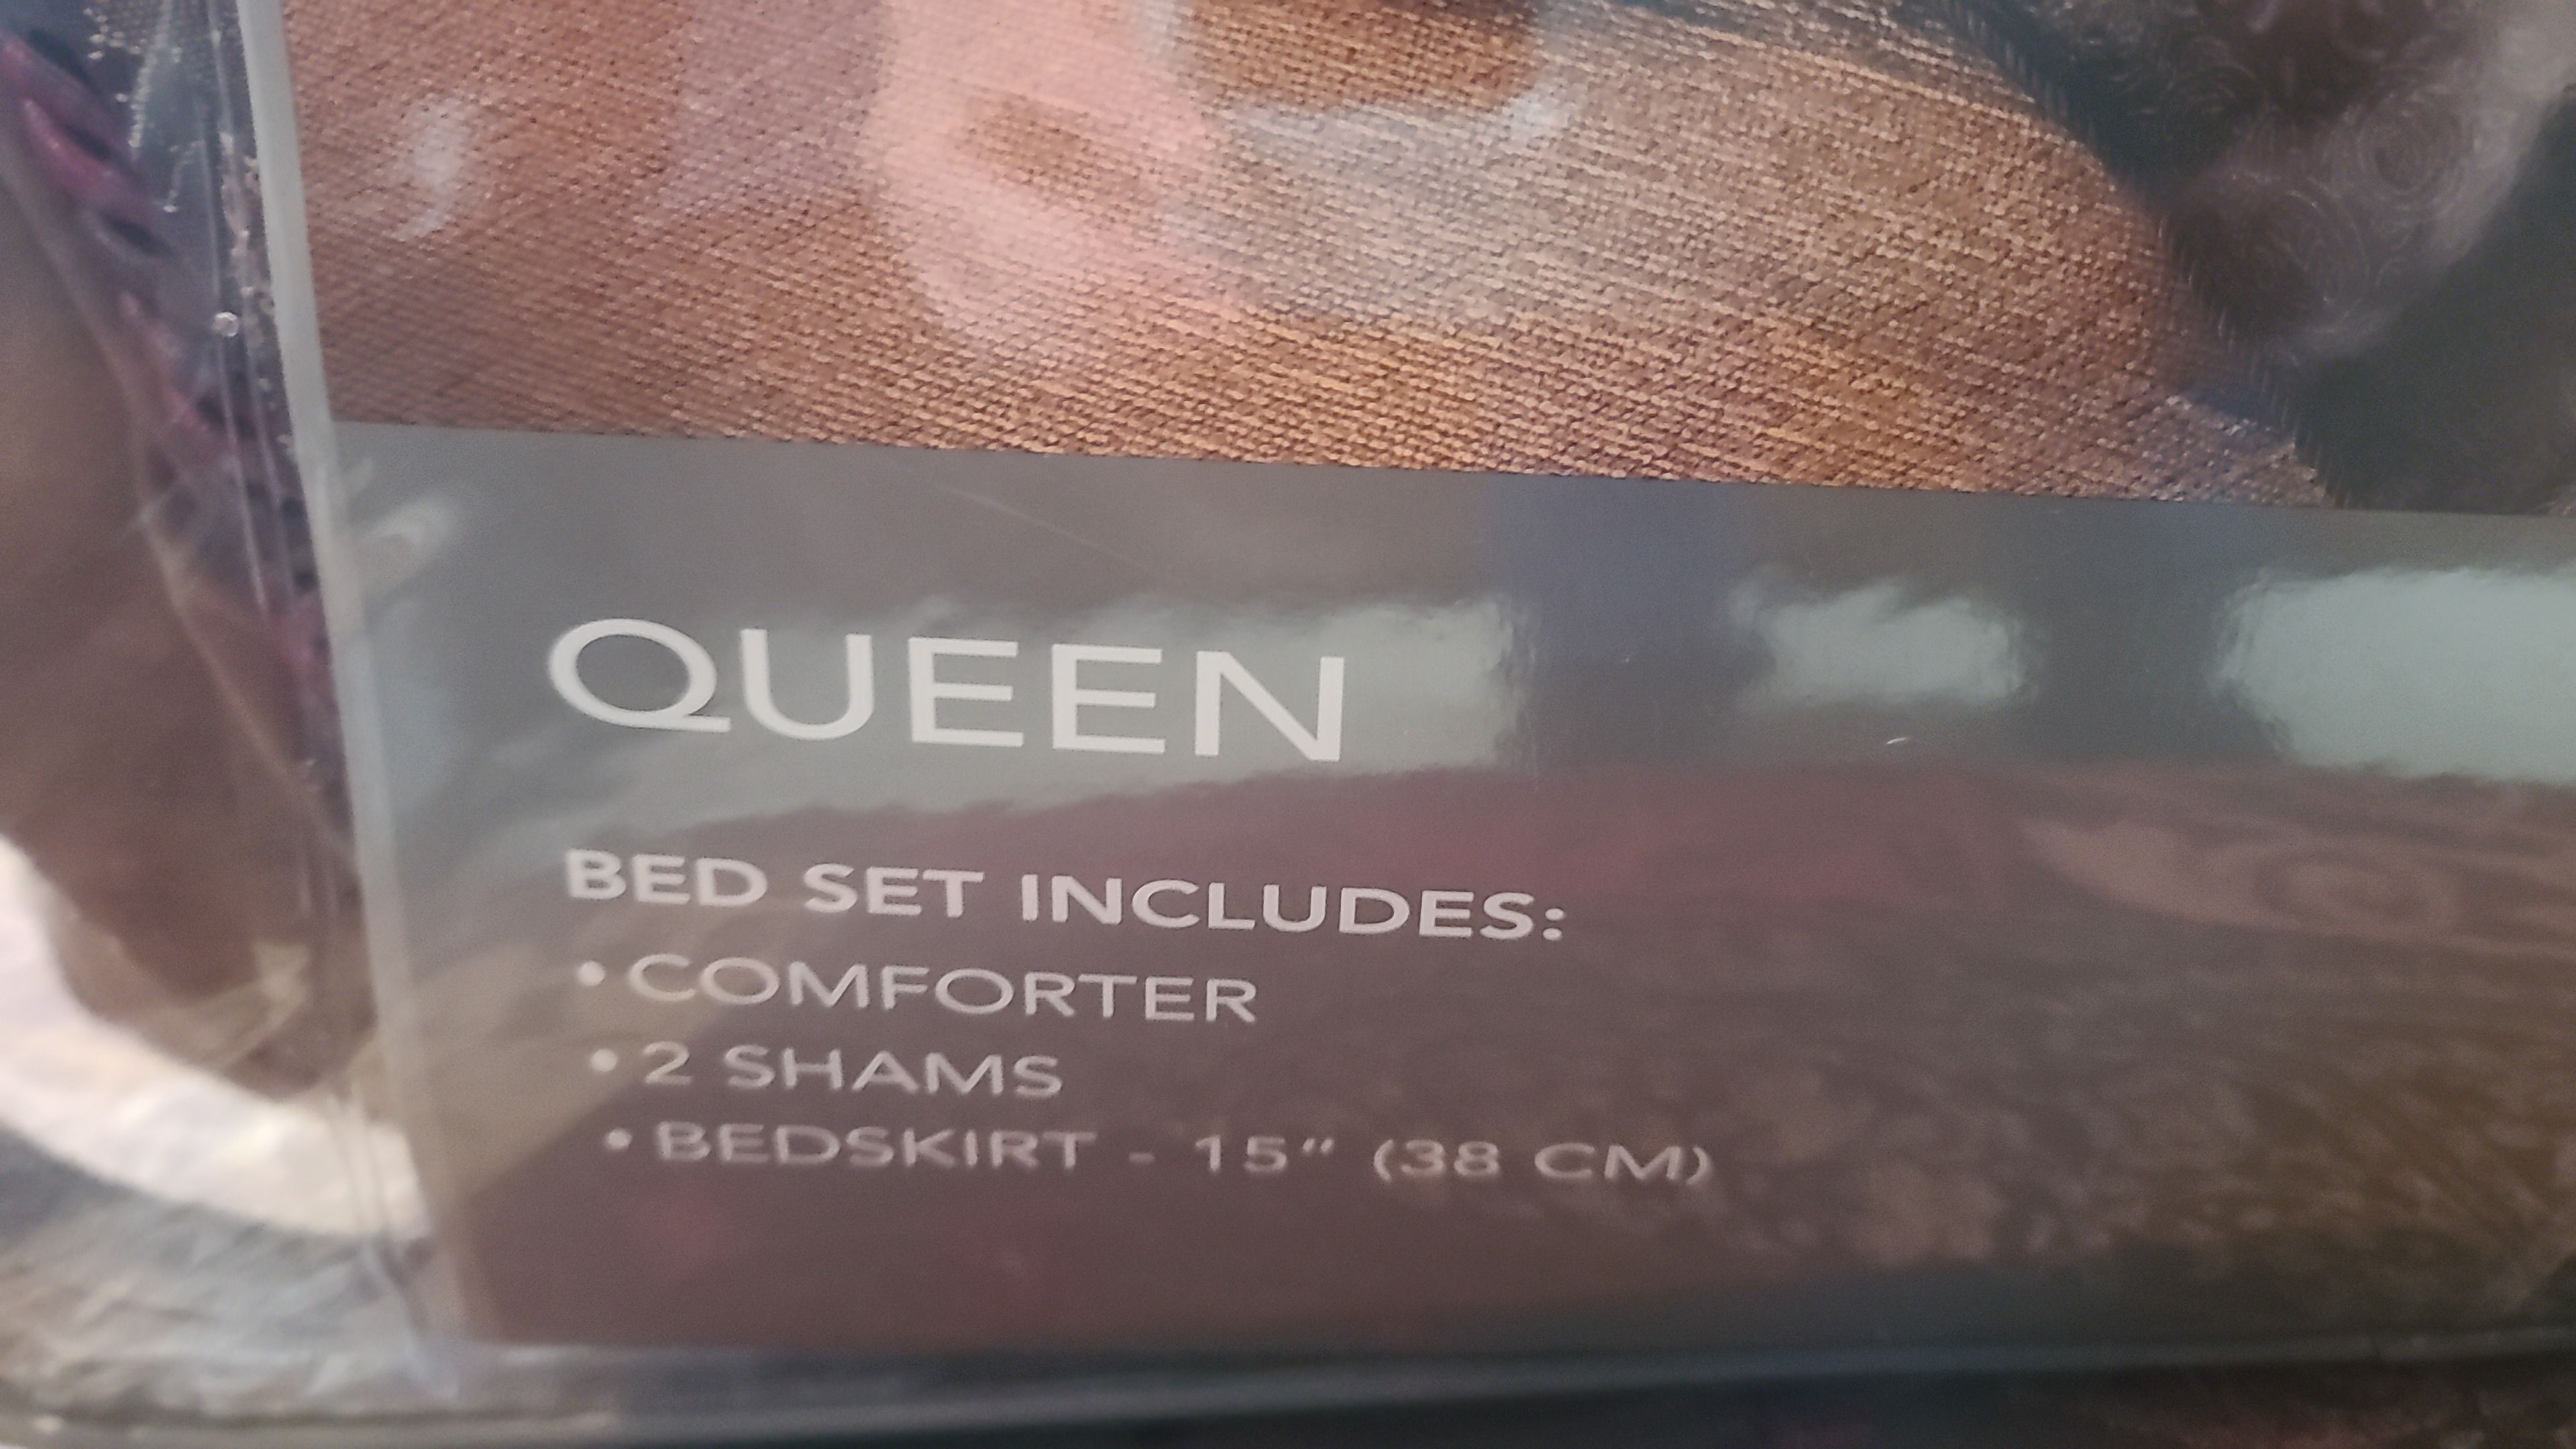 QUEEN
BED SET INCLUDES:
• COMFORTER
• 2 SHAMS
• BEDSKIRT - 15" (38 CM)